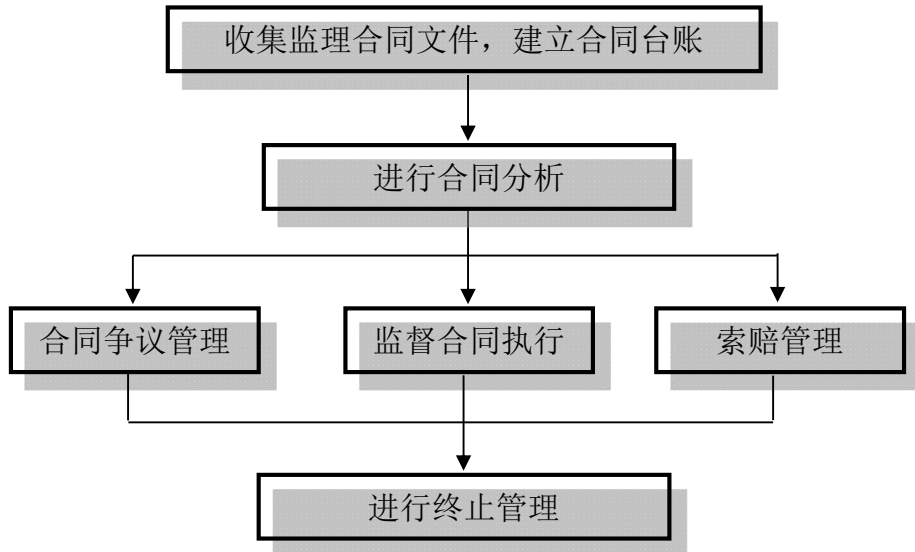 收集监理合同文件，建立合同台账
进行合同分析
合同争议管理
监督合同执行
索赔管理
进行终止管理